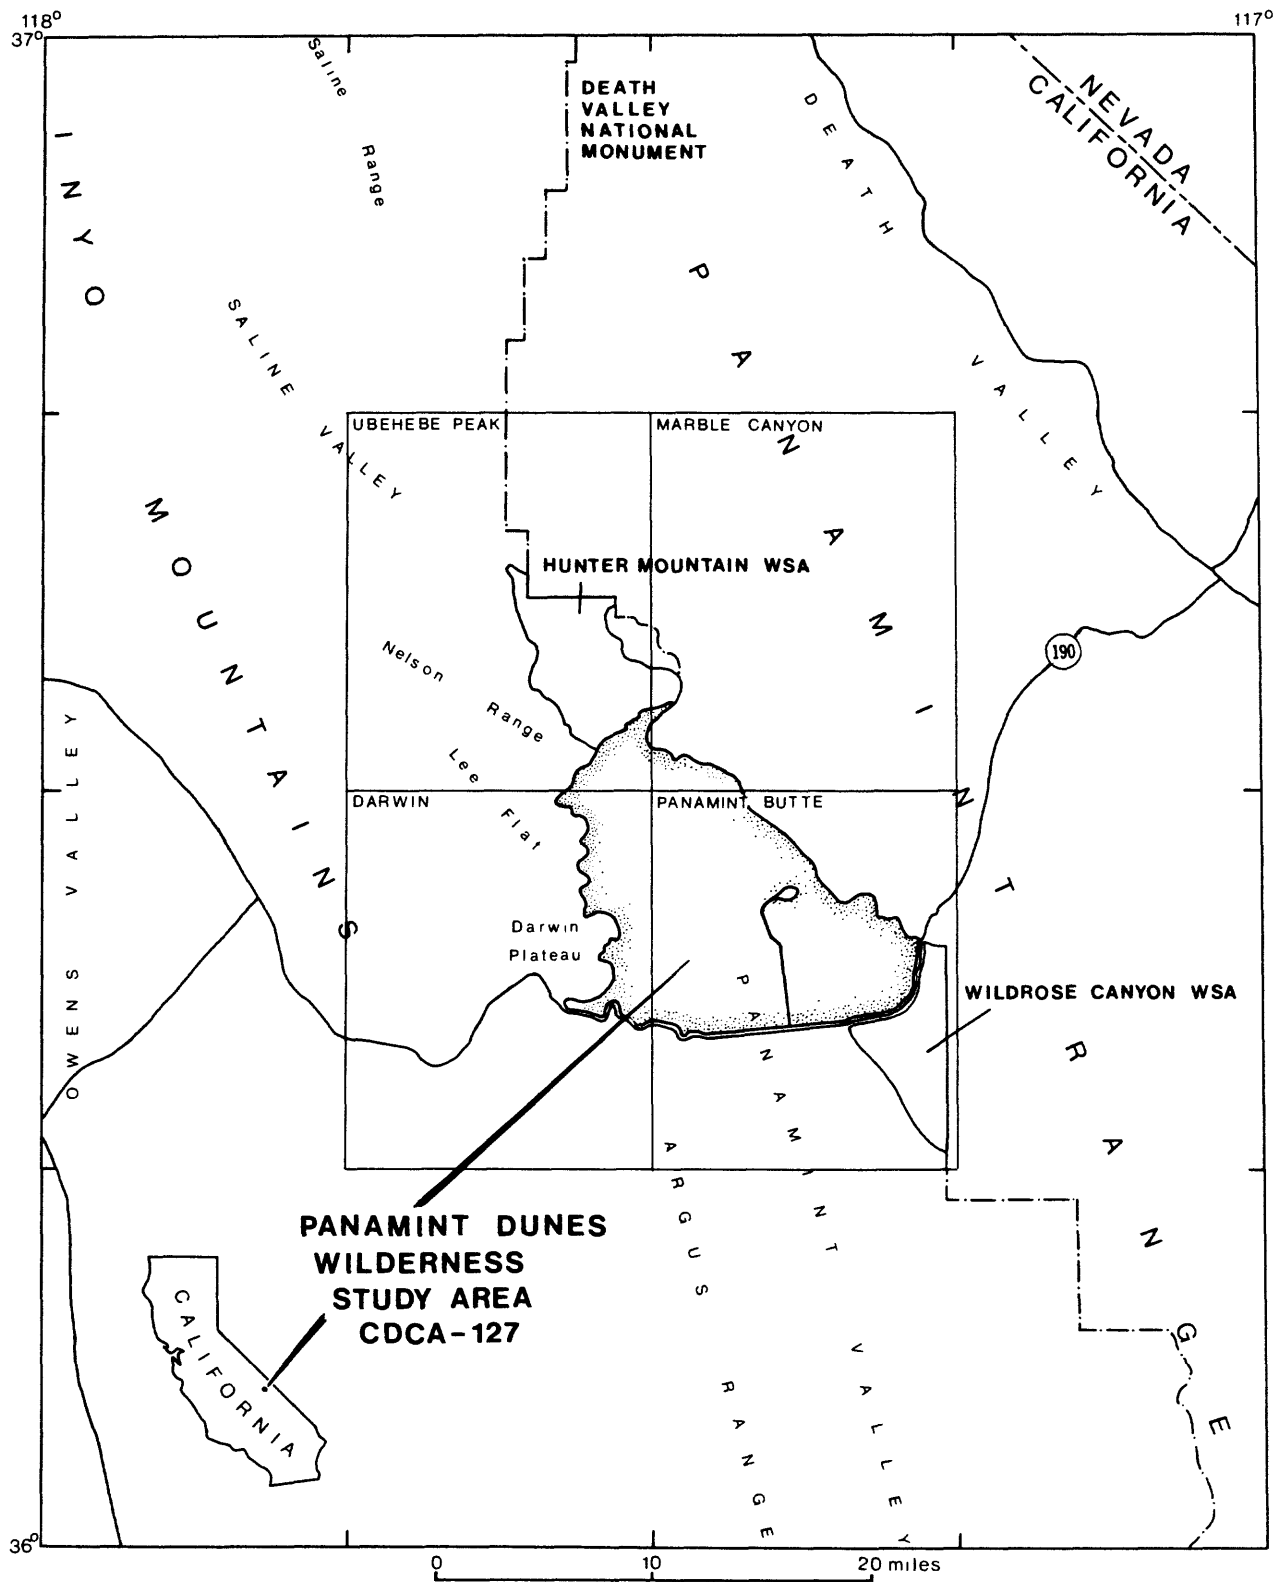 118°
117°
37°
Saline Range
DEATH
VALLEY
NATIONAL
MONUMENT
DEATH VALLEY
NEVADA
CALIFORNIA
INYO MOUNTAINS
SALINE VALLEY
PANAMINT RANGE
UBEHEBE PEAK
MARBLE CANYON
HUNTER MOUNTAIN WSA
190
Nelson Range
Lee Flat
OWENS VALLEY
DARWIN
PANAMINT BUTTE
Darwin
Plateau
WILDROSE CANYON WSA
PANAMINT VALLEY
ARGUS RANGE
PANAMINT DUNES
WILDERNESS
STUDY AREA
CDCA-127
CALIFORNIA
36°
0 10 20 miles